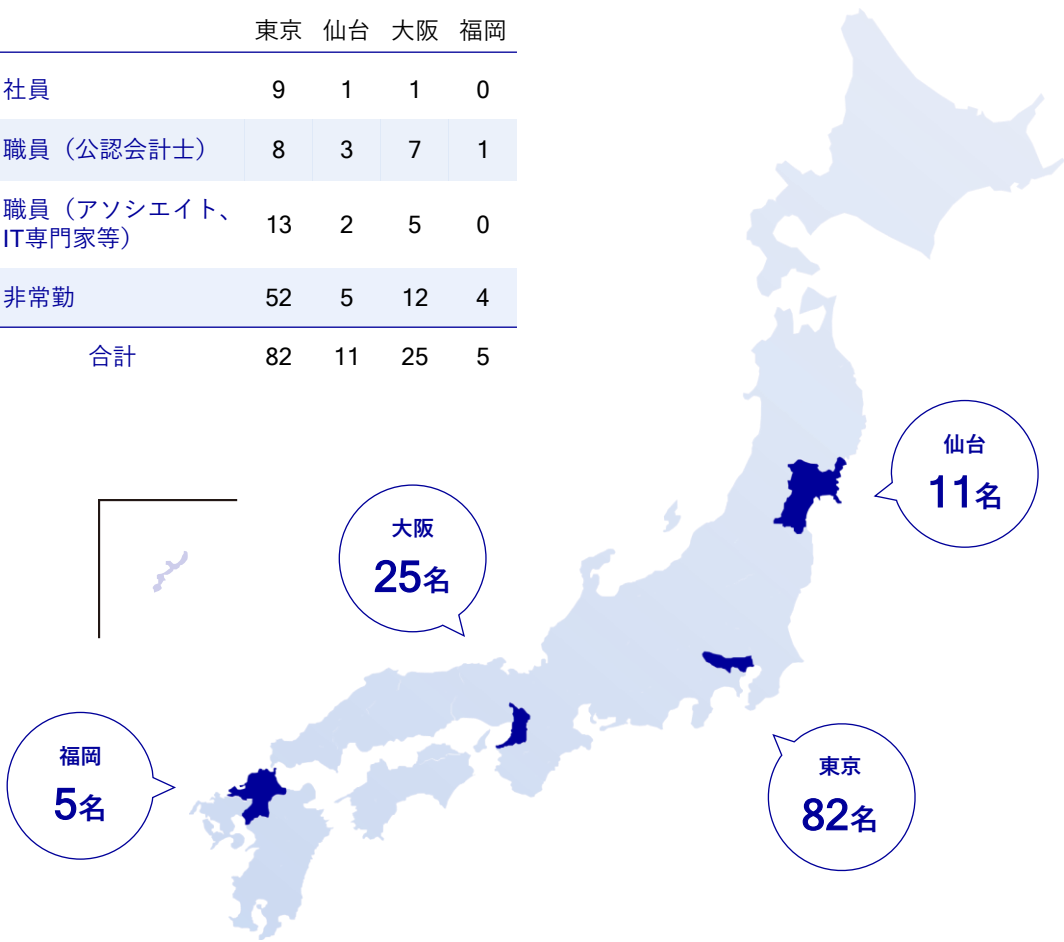 東京 仙台 大阪 福岡
社員 9 1 1 0
職員（公認会計士） 8 3 7 1
職員（アソシエイト、
IT専門家等） 13 2 5 0
非常勤 52 5 12 4
合計 82 11 25 5
仙台
11名
大阪
25名
福岡
5名
東京
82名